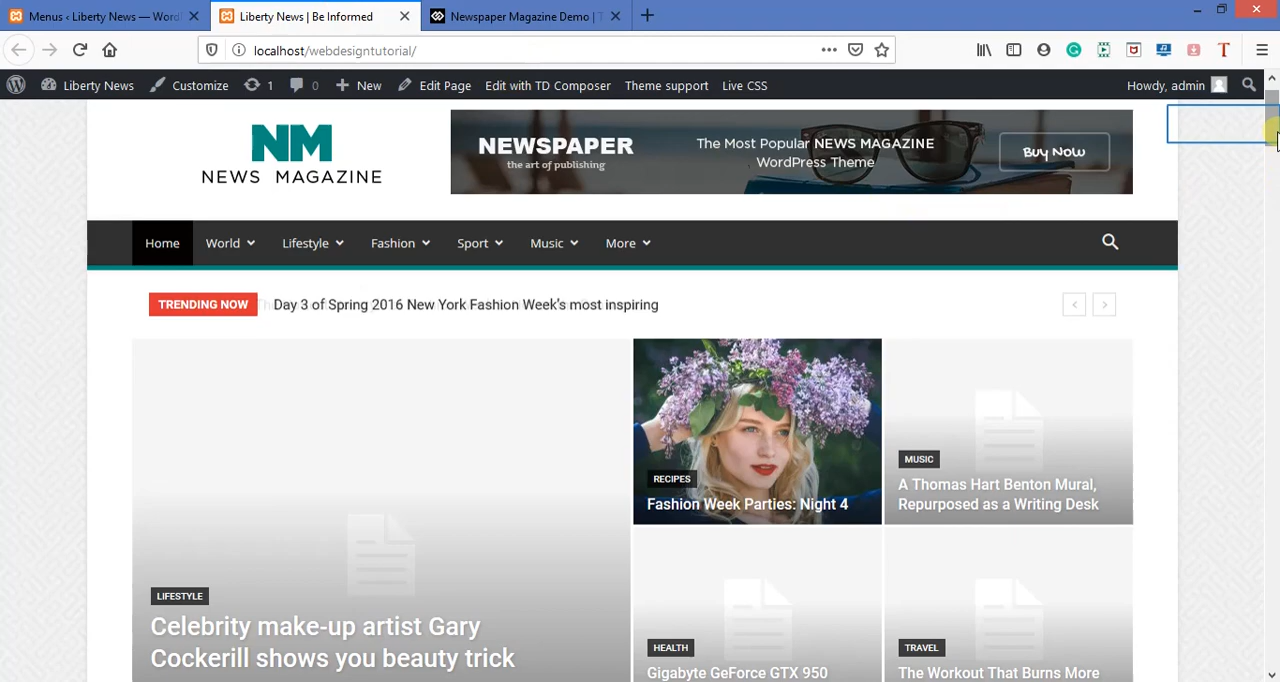 Menus ‹ Liberty News — Word
Liberty News | Be Informed
Newspaper Magazine Demo | T
localhost/webdesigntutorial/
Liberty News
Customize
1
0
New
Edit Page
Edit with TD Composer
Theme support
Live CSS
Howdy, admin
NM
NEWS MAGAZINE
NEWSPAPER
the art of publishing
The Most Popular NEWS MAGAZINE
WordPress Theme
BUY NOW
Home
World
Lifestyle
Fashion
Sport
Music
More
TRENDING NOW
Day 3 of Spring 2016 New York Fashion Week's most inspiring
LIFESTYLE
Celebrity make-up artist Gary
Cockerill shows you beauty trick
RECIPES
Fashion Week Parties: Night 4
MUSIC
A Thomas Hart Benton Mural,
Repurposed as a Writing Desk
HEALTH
Gigabyte GeForce GTX 950
TRAVEL
The Workout That Burns More